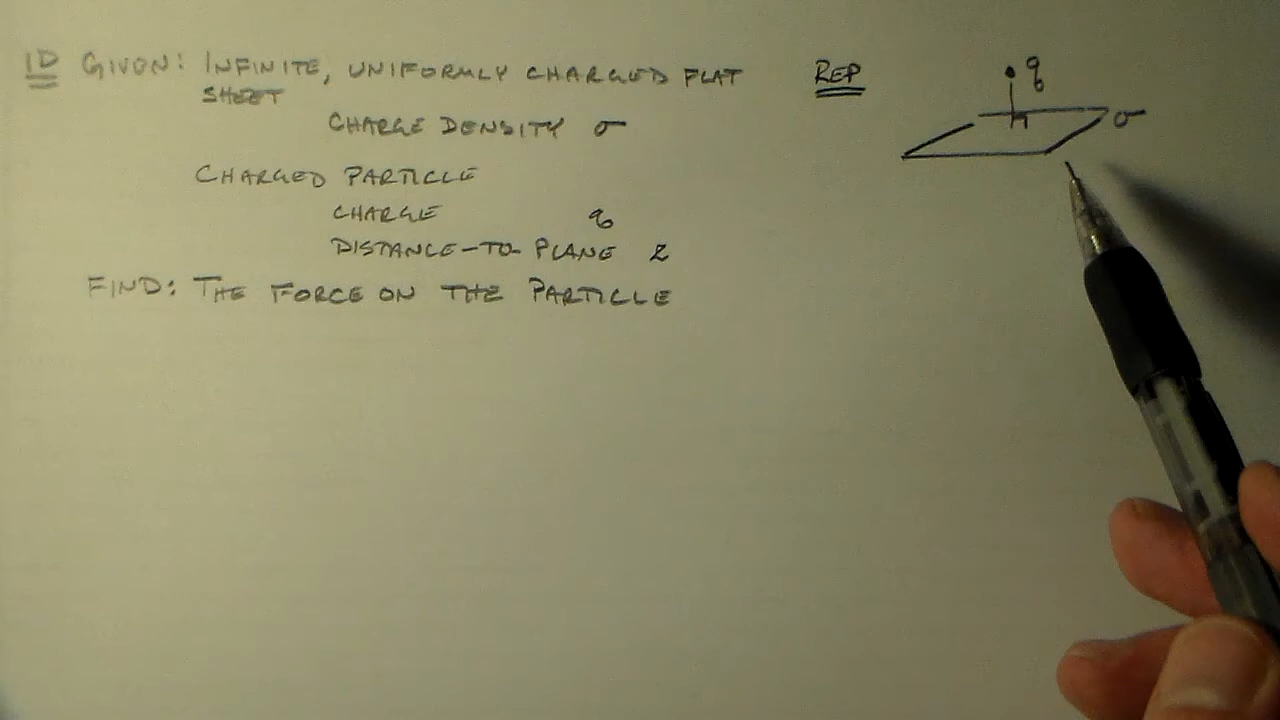 ID GIVEN: INFINITE, UNIFORMLY CHARGED FLAT
SHEET
CHARGE DENSITY σ
CHARGED PARTICLE
CHARGE q
DISTANCE-TO-PLANE z
FIND: THE FORCE ON THE PARTICLE
REP
q
σ